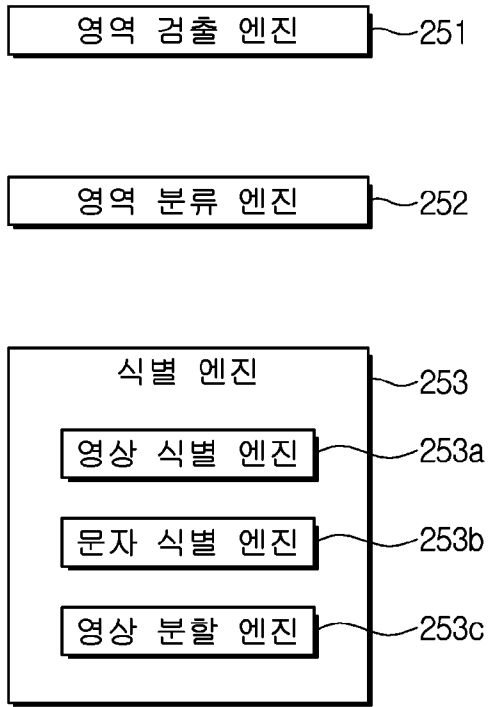 영역 검출 엔진 251
영역 분류 엔진 252
식별 엔진 253
영상 식별 엔진 253a
문자 식별 엔진 253b
영상 분할 엔진 253c